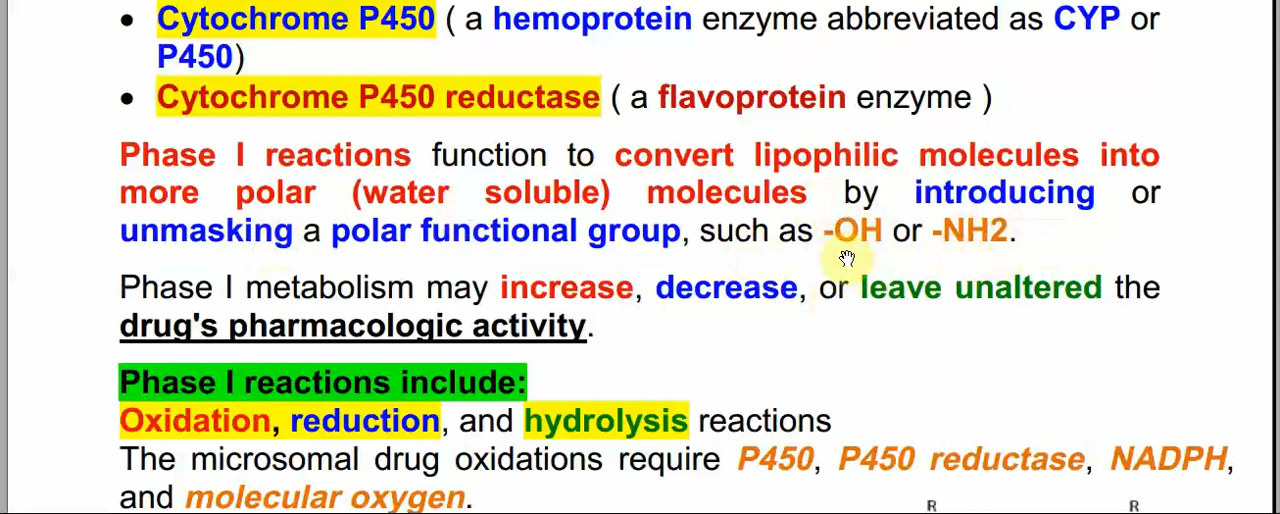 • Cytochrome P450 ( a hemoprotein enzyme abbreviated as CYP or
P450)
• Cytochrome P450 reductase ( a flavoprotein enzyme )
Phase I reactions function to convert lipophilic molecules into
more polar (water soluble) molecules by introducing or
unmasking a polar functional group, such as -OH or -NH2.
Phase I metabolism may increase, decrease, or leave unaltered the
drug's pharmacologic activity.
Phase I reactions include:
Oxidation, reduction, and hydrolysis reactions
The microsomal drug oxidations require P450, P450 reductase, NADPH,
and molecular oxygen.
R R